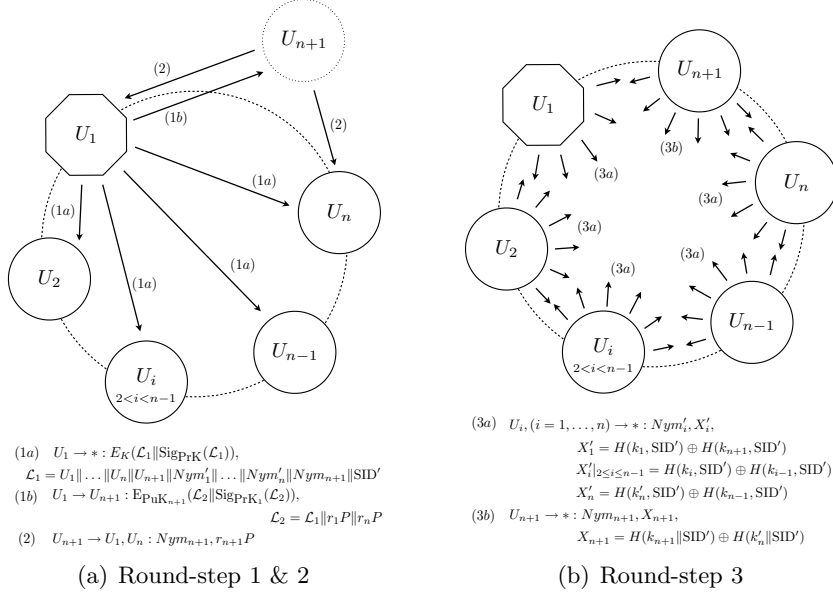 U_{n+1}
(2)
(1b)
(2)
U_1
(1a)
U_n
(1a)
(1a)
(1a)
U_2
U_{n-1}
U_i
2<i<n-1
(1a) U_1 → * : E_K(𝓛_1‖Sig_{PrK}(𝓛_1)),
𝓛_1 = U_1‖ . . . ‖U_n‖U_{n+1}‖Nym′_1‖ . . . ‖Nym′_n‖Nym_{n+1}‖SID′
(1b) U_1 → U_{n+1} : E_{PuK_{n+1}}(𝓛_2‖Sig_{PrK_1}(𝓛_2)),
𝓛_2 = 𝓛_1‖r_1P‖r_nP
(2) U_{n+1} → U_1, U_n : Nym_{n+1}, r_{n+1}P
(a) Round-step 1 & 2
U_{n+1}
U_1
(3b)
(3a)
U_n
(3a)
U_2
(3a)
(3a)
(3a)
U_{n-1}
U_i
2<i<n-1
(3a) U_i, (i = 1, . . . , n) → * : Nym′_i, X′_i,
X′_1 = H(k_1, SID′) ⊕ H(k_{n+1}, SID′)
X′_i|_{2≤i≤n−1} = H(k_i, SID′) ⊕ H(k_{i−1}, SID′)
X′_n = H(k′_n, SID′) ⊕ H(k_{n−1}, SID′)
(3b) U_{n+1} → * : Nym_{n+1}, X_{n+1},
X_{n+1} = H(k_{n+1}‖SID′) ⊕ H(k′_n‖SID′)
(b) Round-step 3